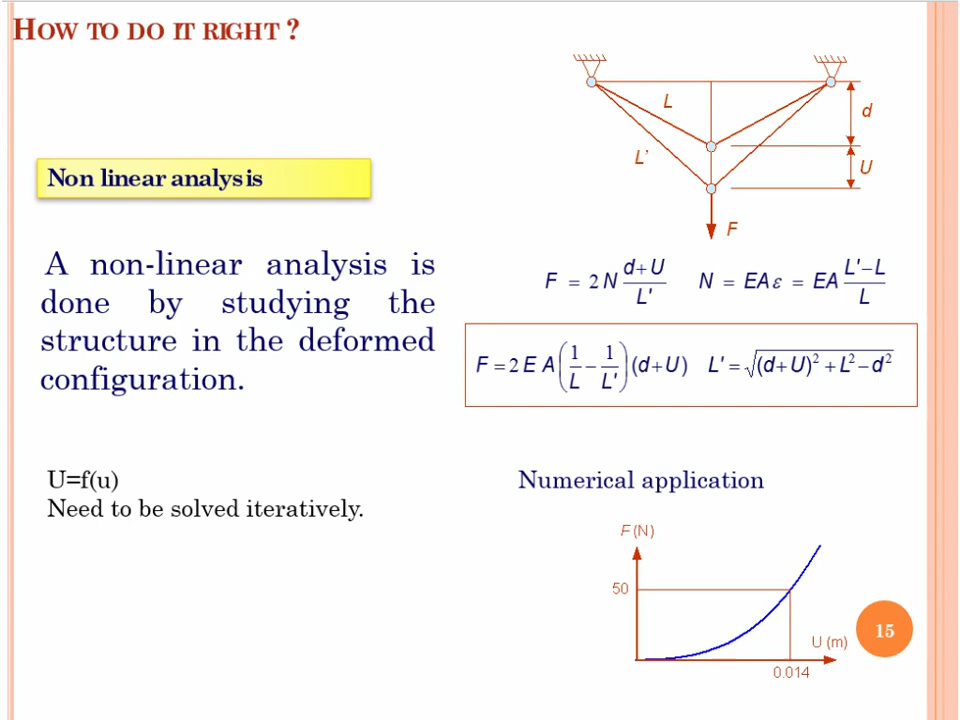 HOW TO DO IT RIGHT ?
L
d
L’
U
F
Non linear analysis
A non-linear analysis is
done by studying the
structure in the deformed
configuration.
F = 2 N (d+U)/L' N = EAε = EA (L'−L)/L
F = 2 E A (1/L − 1/L') (d+U) L' = √((d+U)² + L² − d²)
U=f(u)
Need to be solved iteratively.
Numerical application
F (N)
50
U (m)
0.014
15